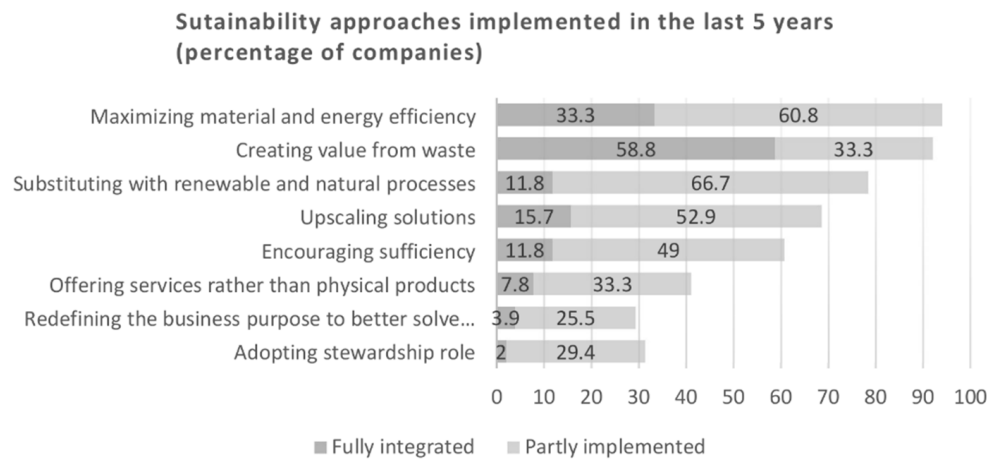 Sutainability approaches implemented in the last 5 years
(percentage of companies)
Maximizing material and energy efficiency 33.3 60.8
Creating value from waste 58.8 33.3
Substituting with renewable and natural processes 11.8 66.7
Upscaling solutions 15.7 52.9
Encouraging sufficiency 11.8 49
Offering services rather than physical products 7.8 33.3
Redefining the business purpose to better solve... 3.9 25.5
Adopting stewardship role 2 29.4
0 10 20 30 40 50 60 70 80 90 100
Fully integrated Partly implemented